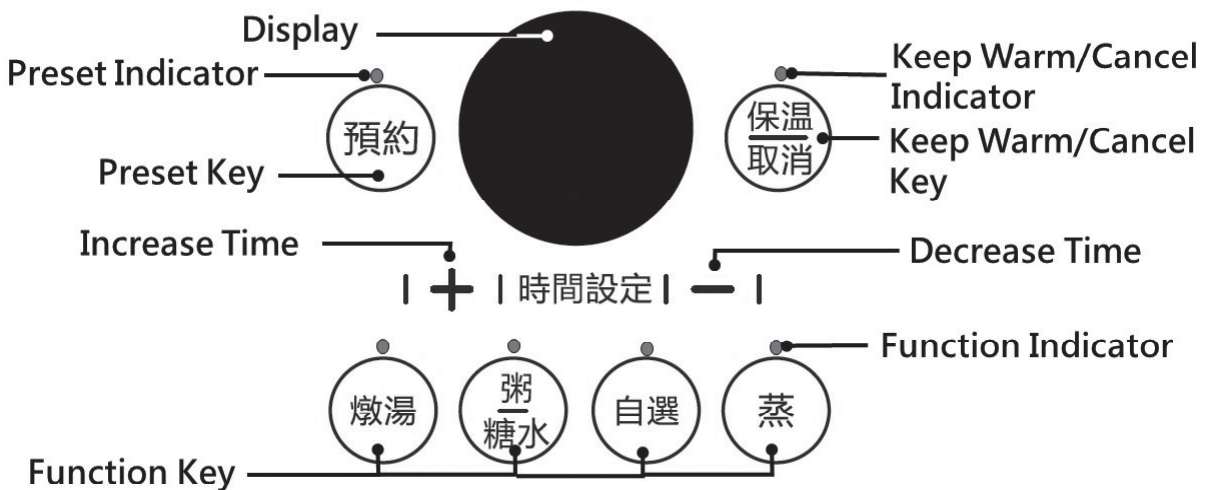 Display
Preset Indicator
Keep Warm/Cancel
Indicator
預約
保温
取消
Keep Warm/Cancel
Key
Preset Key
Increase Time
Decrease Time
| + | 時間設定 | — |
Function Indicator
燉湯
粥
糖水
自選
蒸
Function Key